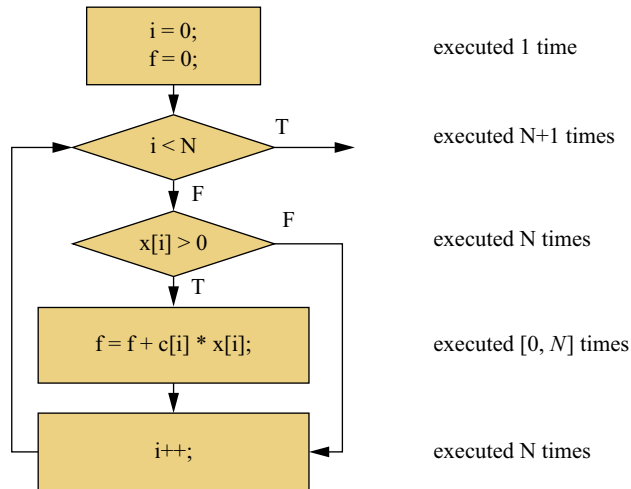 i = 0;
f = 0;
executed 1 time
i < N
T
executed N+1 times
F
x[i] > 0
F
executed N times
T
f = f + c[i] * x[i];
executed [0, N] times
i++;
executed N times